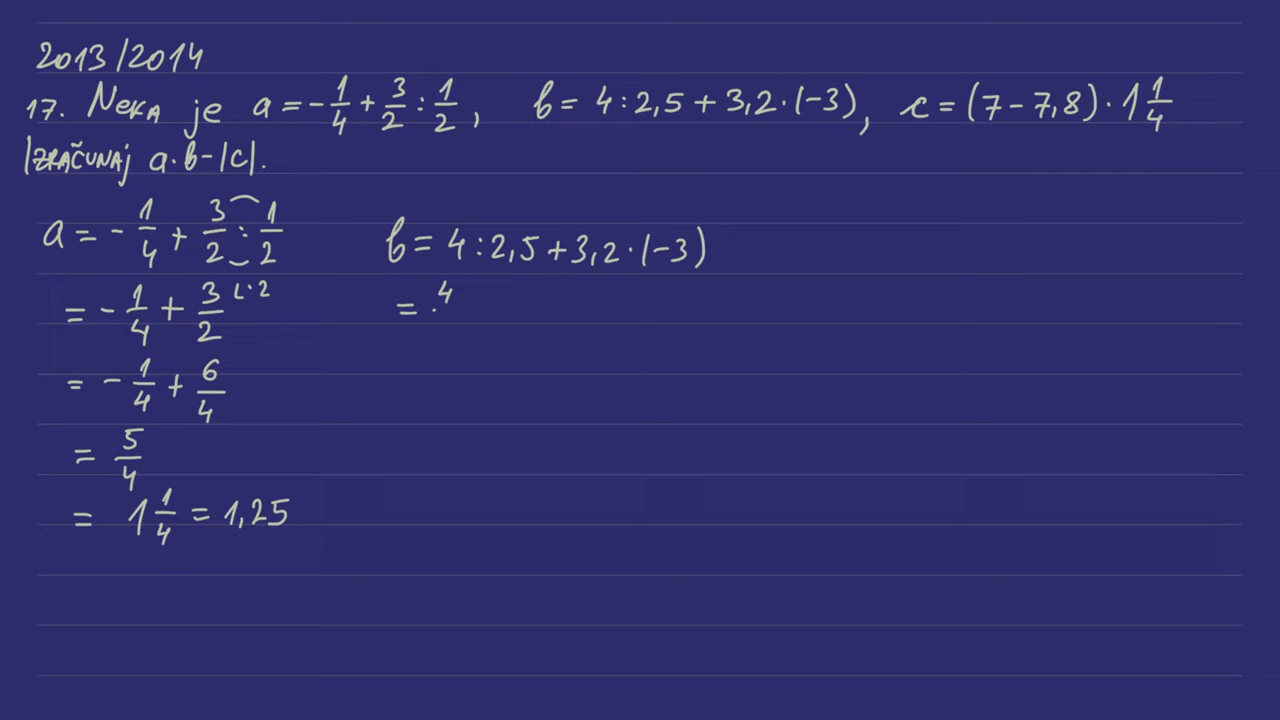 2013/2014
17. Neka je a = -1/4 + 3/2 : 1/2, b = 4 : 2,5 + 3,2 · (-3), c = (7 - 7,8) · 1 1/4
Izračunaj a · b - |c|.
a = - 1/4 + 3/2 : 1/2
b = 4 : 2,5 + 3,2 · (-3)
= - 1/4 + 3/2 |· 2
= 4
= - 1/4 + 6/4
= 5/4
= 1 1/4 = 1,25